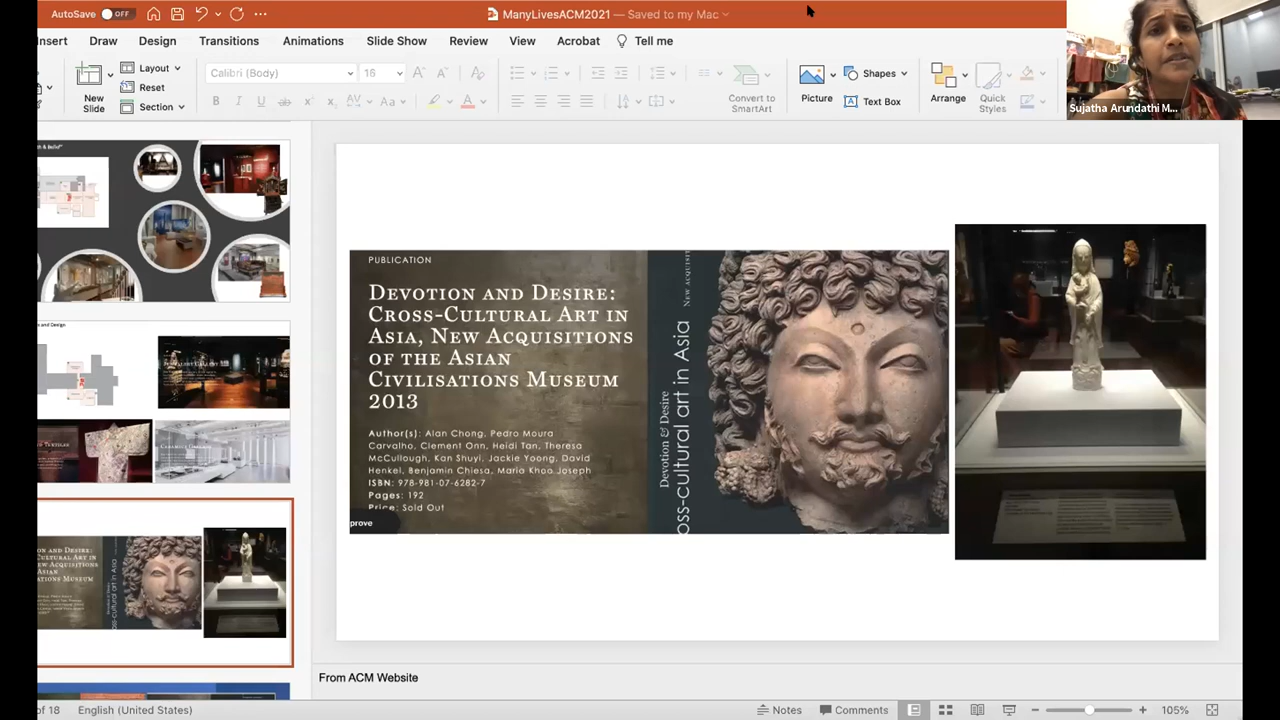 AutoSave OFF
ManyLivesACM2021 — Saved to my Mac
Insert Draw Design Transitions Animations Slide Show Review View Acrobat Tell me
New Slide
Layout
Reset
Section
Calibri (Body) 16
Convert to SmartArt
Picture
Shapes
Text Box
Arrange
Quick Styles
Sujatha Arundathi M...
PUBLICATION
DEVOTION AND DESIRE:
CROSS-CULTURAL ART IN
ASIA, NEW ACQUISITIONS
OF THE ASIAN
CIVILISATIONS MUSEUM
2013
Author(s): Alan Chong, Pedro Moura
Carvalho, Clement Onn, Heidi Tan, Theresa
McCullaugh, Kan Shuyi, Jackie Yoong, David
Henkel, Benjamin Chiesa, Maria Khoo Joseph
ISBN: 978-981-07-6282-7
Pages: 192
Price: Sold Out
prove
Devotion & Desire
oss-cultural art in Asia
New acquisit
From ACM Website
of 18 English (United States)
Notes Comments 105%